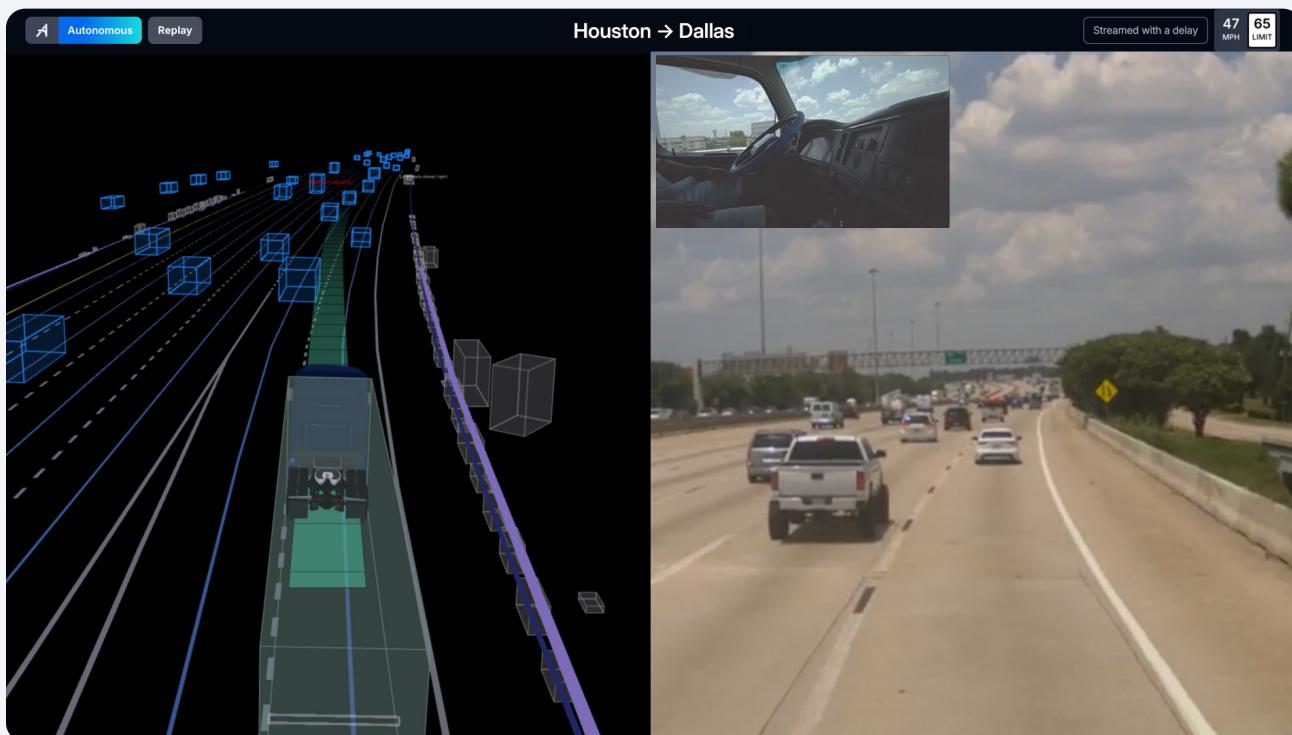 Autonomous
Replay
Houston → Dallas
Streamed with a delay
47
MPH
65
LIMIT